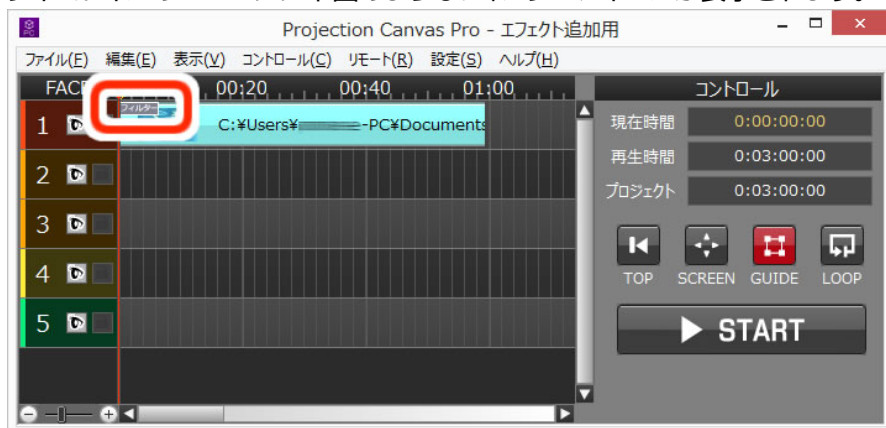 Projection Canvas Pro - エフェクト追加用
ファイル(F) 編集(E) 表示(V) コントロール(C) リモート(R) 設定(S) ヘルプ(H)
00:20 00:40 01:00
コントロール
フィルター
1 C:¥Users¥ -PC¥Documents
2
3
4
5
現在時間 0:00:00:00
再生時間 0:03:00:00
プロジェクト 0:03:00:00
TOP SCREEN GUIDE LOOP
START